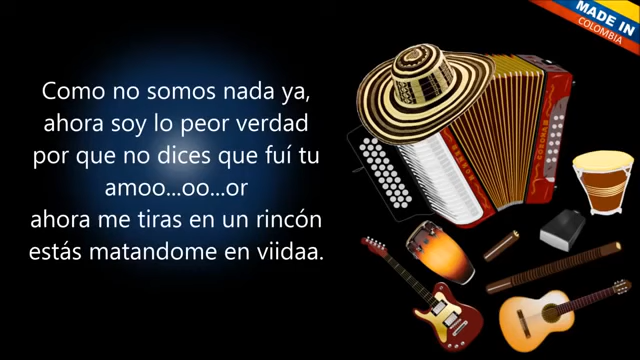 MADE IN
COLOMBIA
Como no somos nada ya,
ahora soy lo peor verdad
por que no dices que fuí tu
amoo...oo...or
ahora me tiras en un rincón
estás matandome en viidaa.